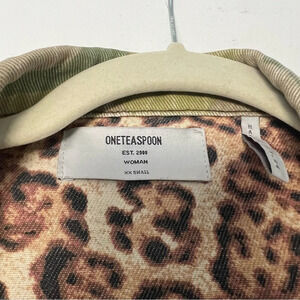 ONETEASPOON
EST. 2000
WOMAN
XX SMALL